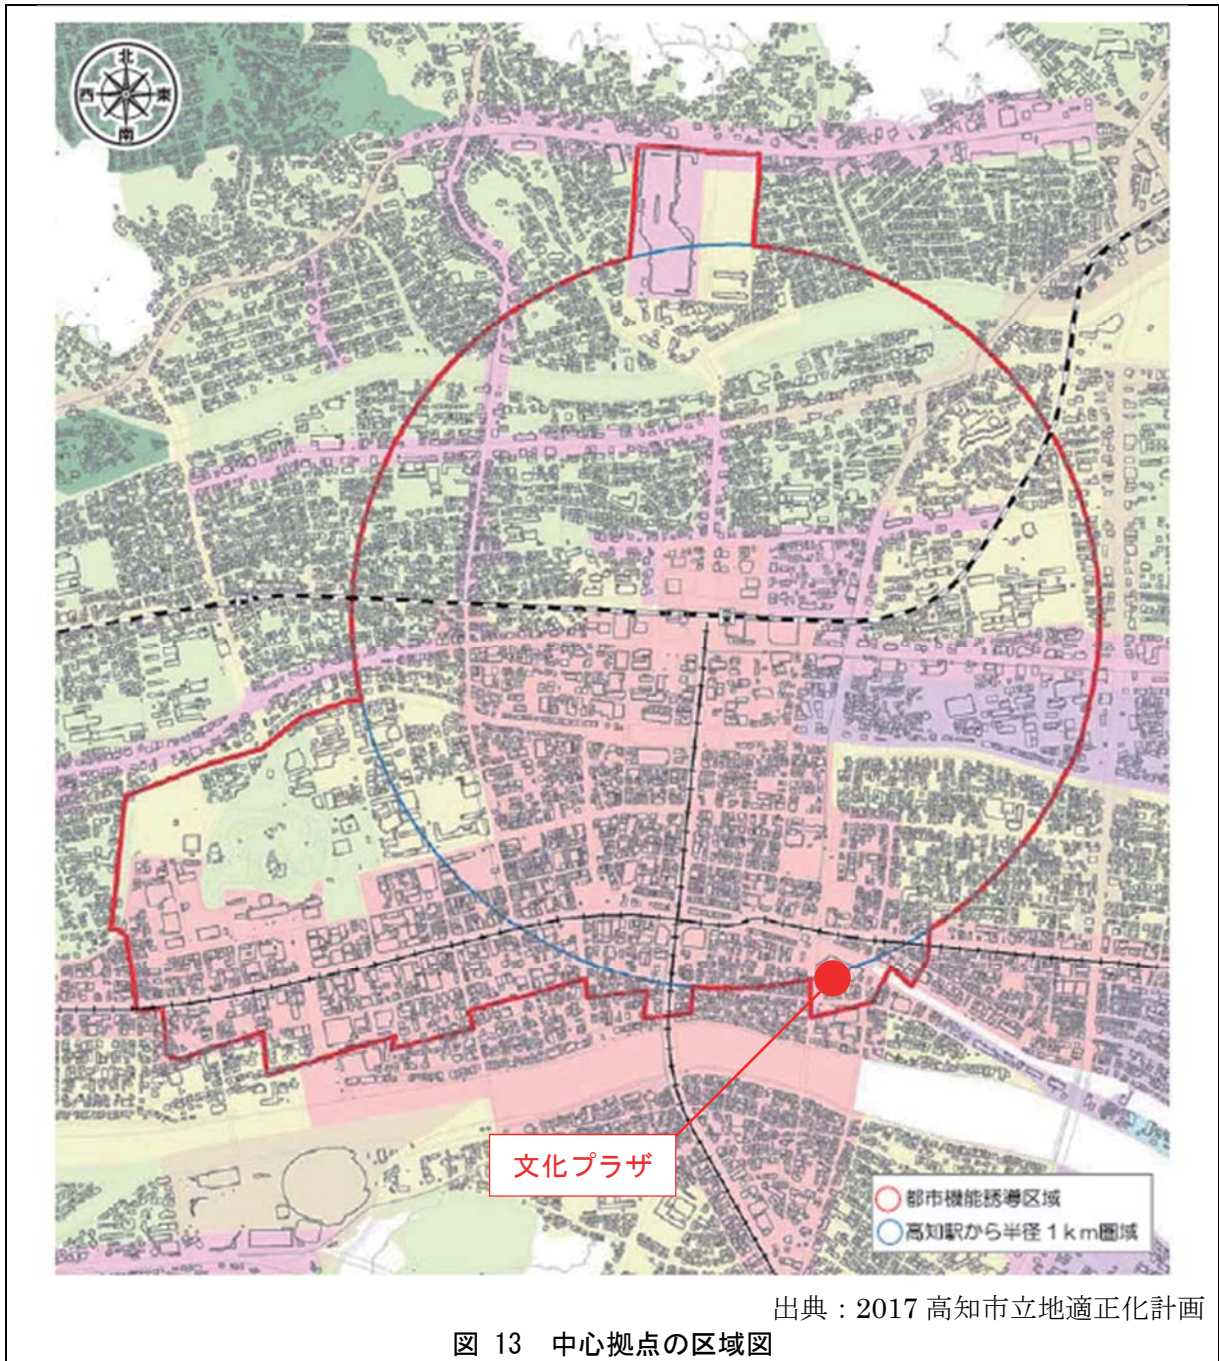 北
西 東
南
文化プラザ
都市機能誘導区域
高知駅から半径1km圏域
出典：2017 高知市立地適正化計画
図 13 中心拠点の区域図